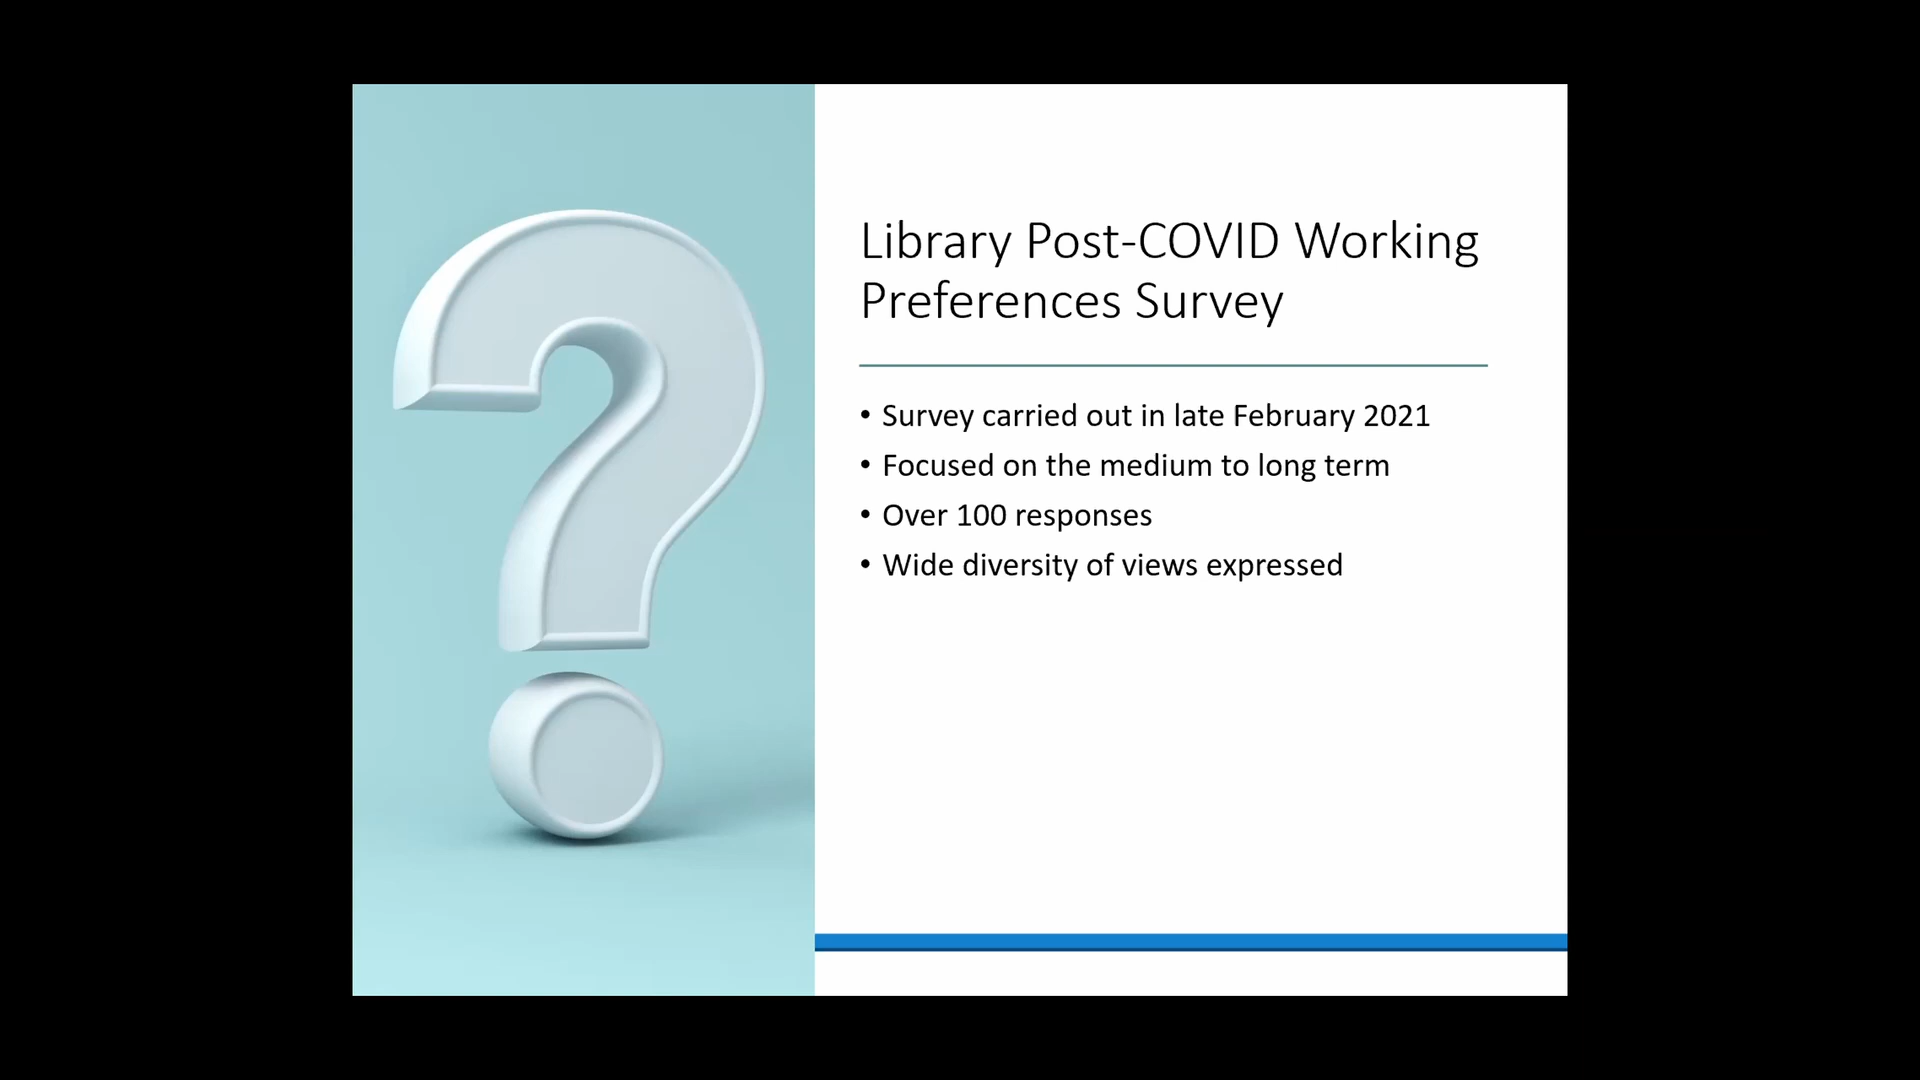 Library Post-COVID Working
Preferences Survey
• Survey carried out in late February 2021
• Focused on the medium to long term
• Over 100 responses
• Wide diversity of views expressed